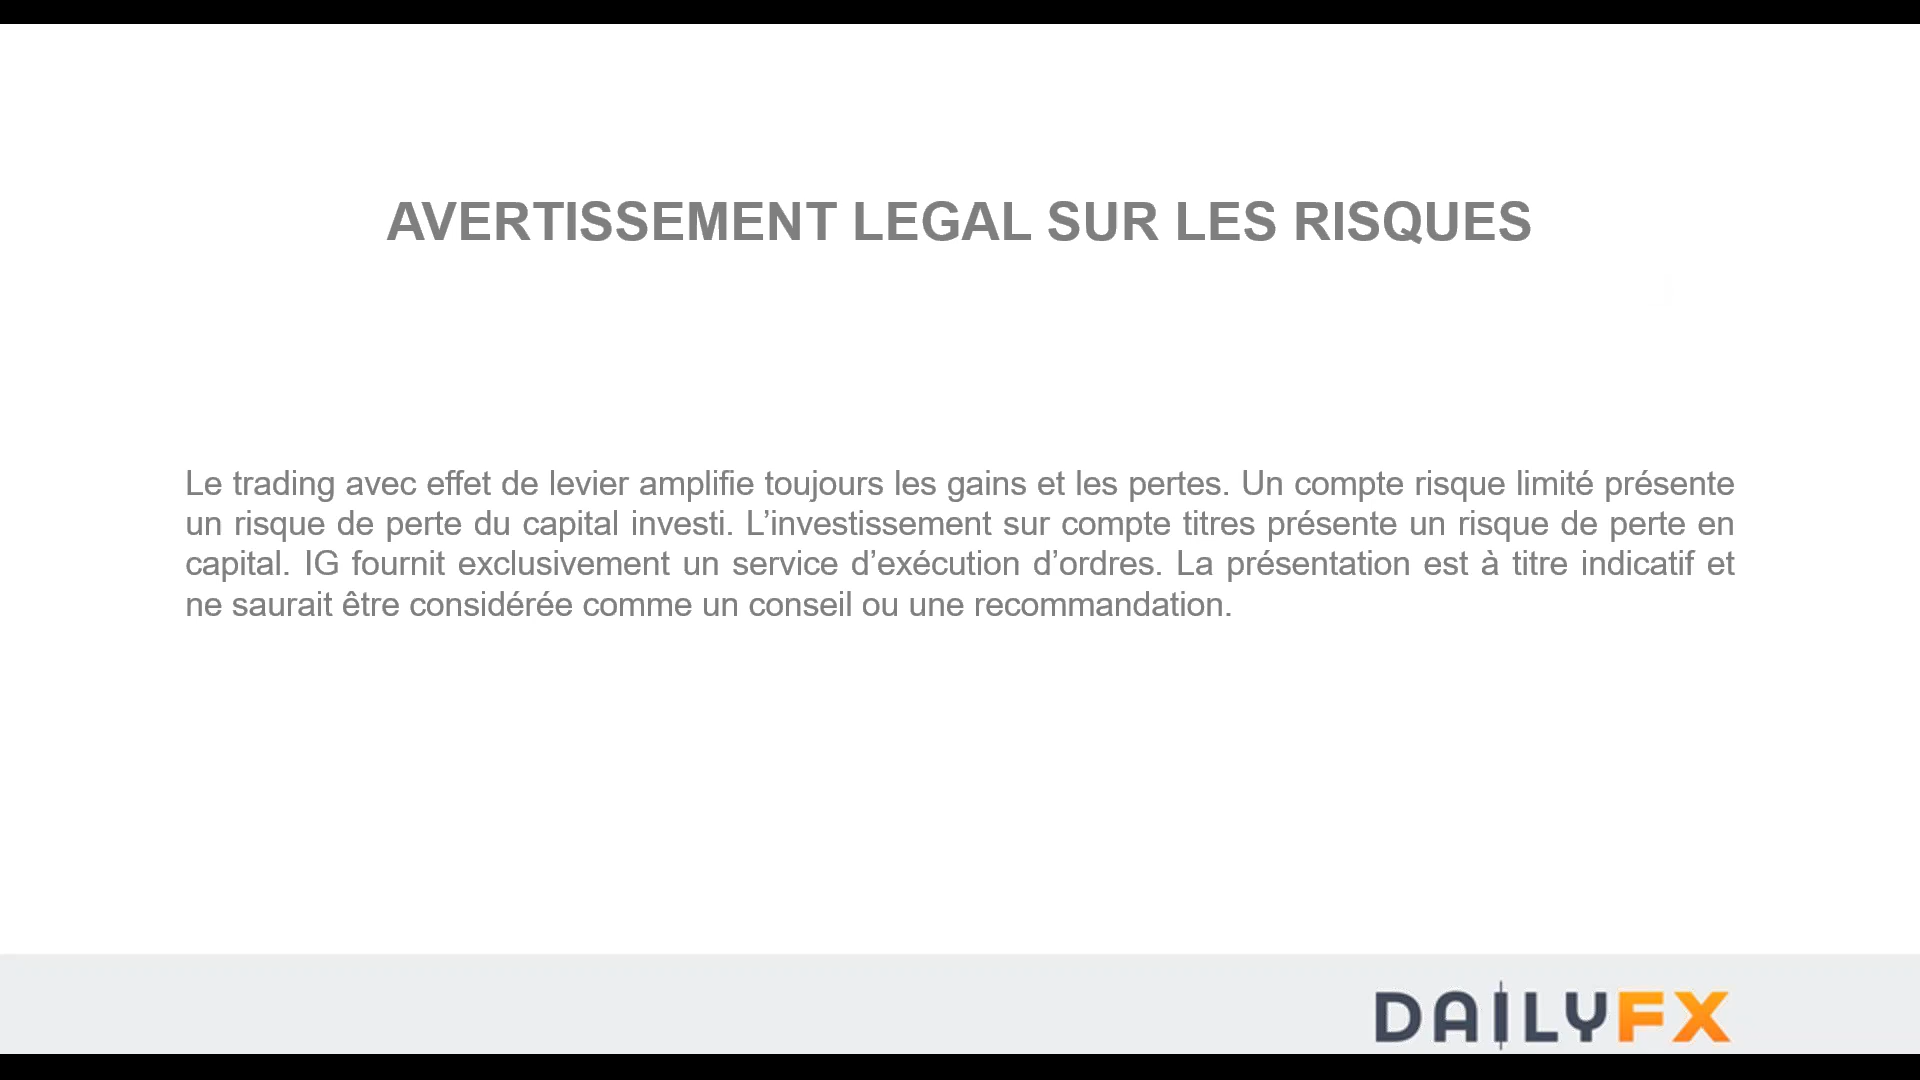 AVERTISSEMENT LEGAL SUR LES RISQUES
Le trading avec effet de levier amplifie toujours les gains et les pertes. Un compte risque limité présente
un risque de perte du capital investi. L’investissement sur compte titres présente un risque de perte en
capital. IG fournit exclusivement un service d’exécution d’ordres. La présentation est à titre indicatif et
ne saurait être considérée comme un conseil ou une recommandation.
DAILYFX